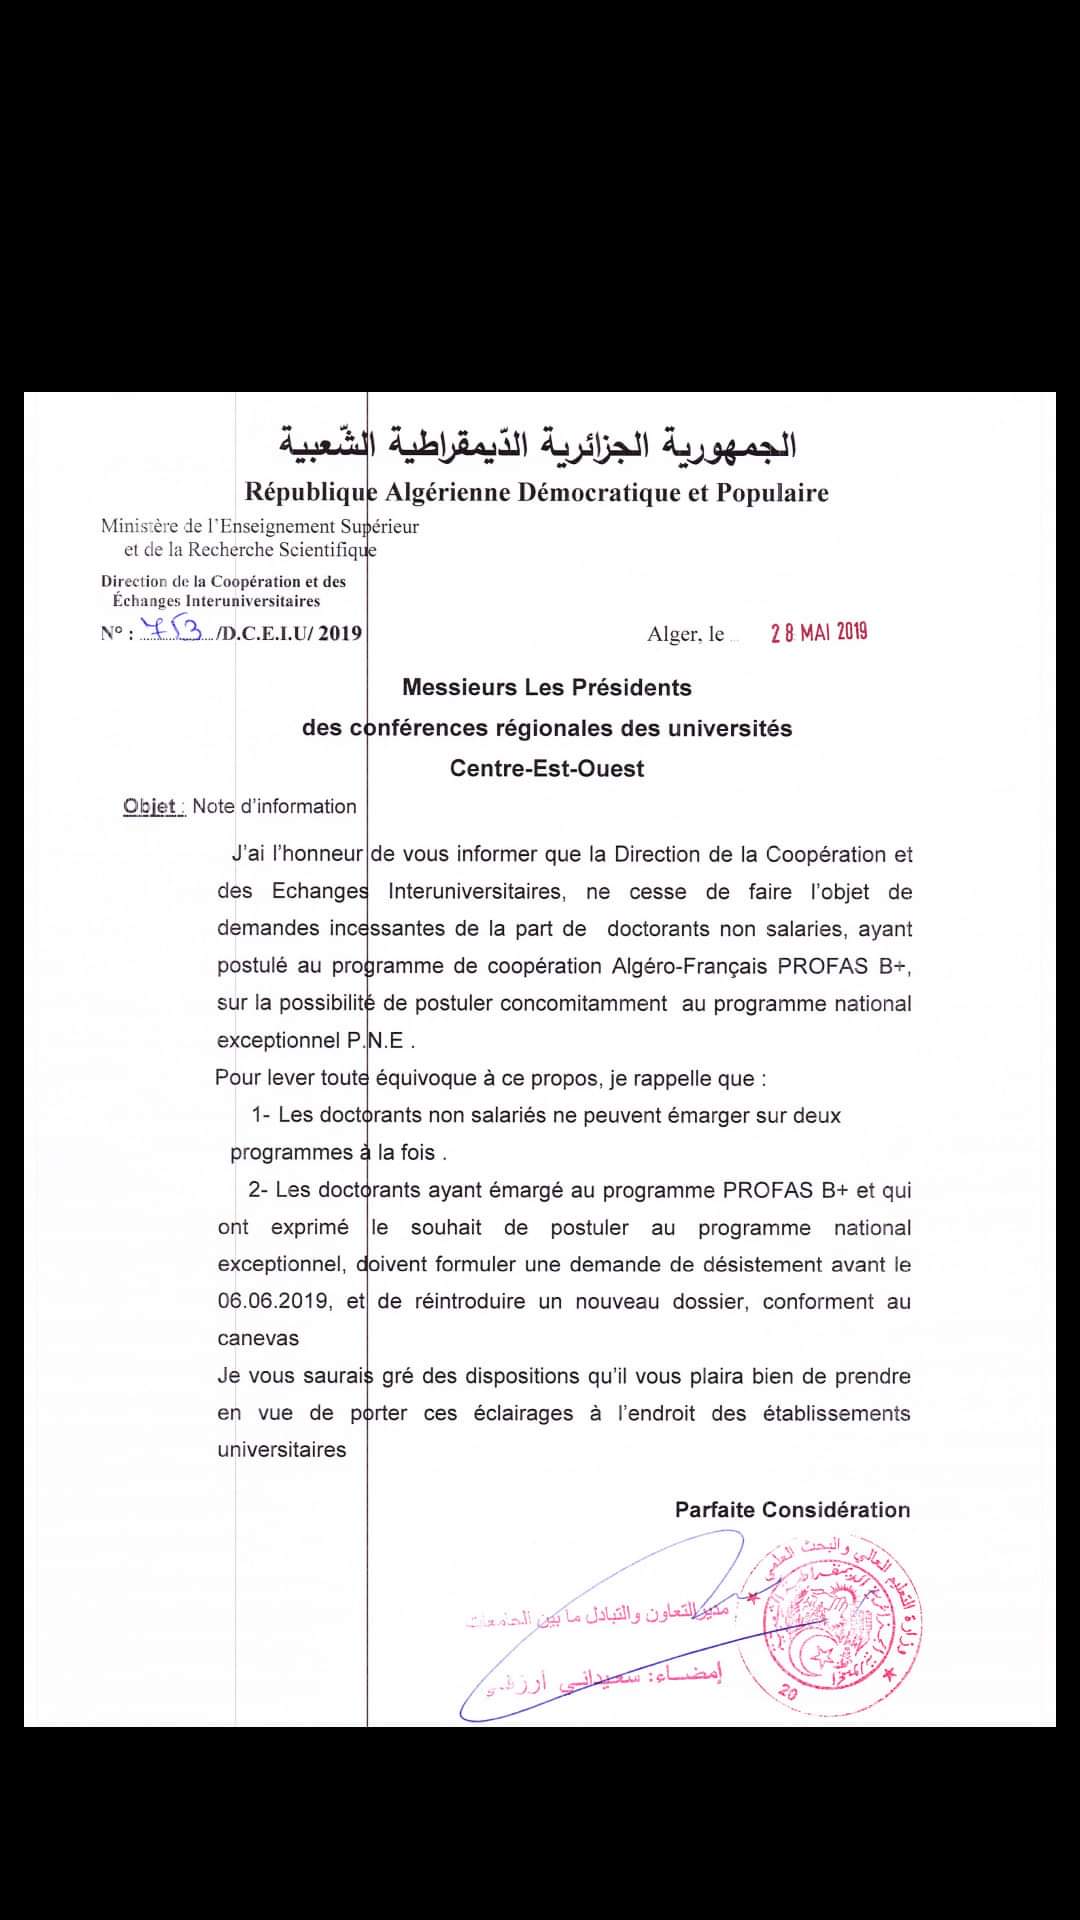 الجمهورية الجزائرية الدّيمقراطية الشّعبية
République Algérienne Démocratique et Populaire
Ministère de l'Enseignement Supérieur
et de la Recherche Scientifique
Direction de la Coopération et des
Échanges Interuniversitaires
N° : 753 /D.C.E.I.U/ 2019
Alger, le 28 MAI 2019
Messieurs Les Présidents
des conférences régionales des universités
Centre-Est-Ouest
Objet : Note d'information
J'ai l'honneur de vous informer que la Direction de la Coopération et
des Echanges Interuniversitaires, ne cesse de faire l'objet de
demandes incessantes de la part de doctorants non salaries, ayant
postulé au programme de coopération Algéro-Français PROFAS B+,
sur la possibilité de postuler concomitamment au programme national
exceptionnel P.N.E .
Pour lever toute équivoque à ce propos, je rappelle que :
1- Les doctorants non salariés ne peuvent émarger sur deux
programmes à la fois .
2- Les doctorants ayant émargé au programme PROFAS B+ et qui
ont exprimé le souhait de postuler au programme national
exceptionnel, doivent formuler une demande de désistement avant le
06.06.2019, et de réintroduire un nouveau dossier, conforment au
canevas
Je vous saurais gré des dispositions qu'il vous plaira bien de prendre
en vue de porter ces éclairages à l'endroit des établissements
universitaires
Parfaite Considération
مدير التعاون والتبادل ما بين الجامعات
إمضــاء: سعيدانـي أرزقـي
وزارة التعليم العالي والبحث العلمي
20